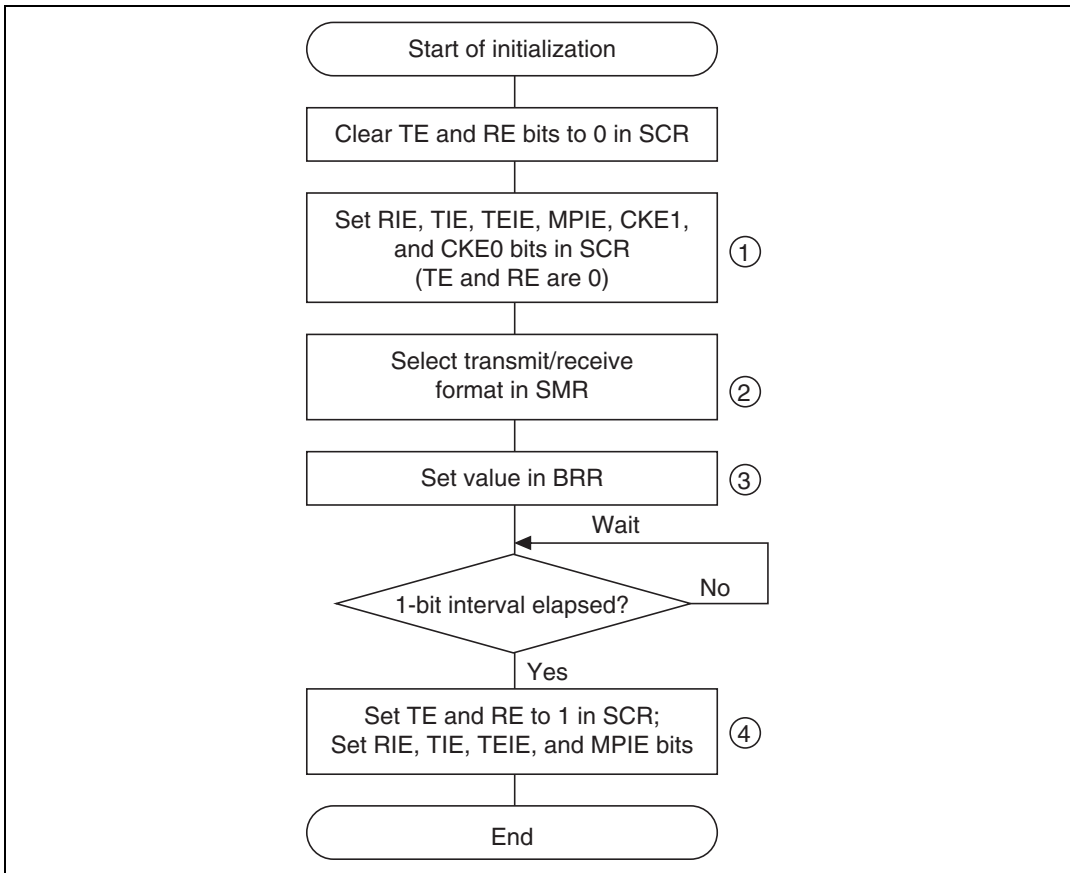 Start of initialization
Clear TE and RE bits to 0 in SCR
Set RIE, TIE, TEIE, MPIE, CKE1,
and CKE0 bits in SCR
(TE and RE are 0)
①
Select transmit/receive
format in SMR
②
Set value in BRR
③
Wait
1-bit interval elapsed?
No
Yes
Set TE and RE to 1 in SCR;
Set RIE, TIE, TEIE, and MPIE bits
④
End